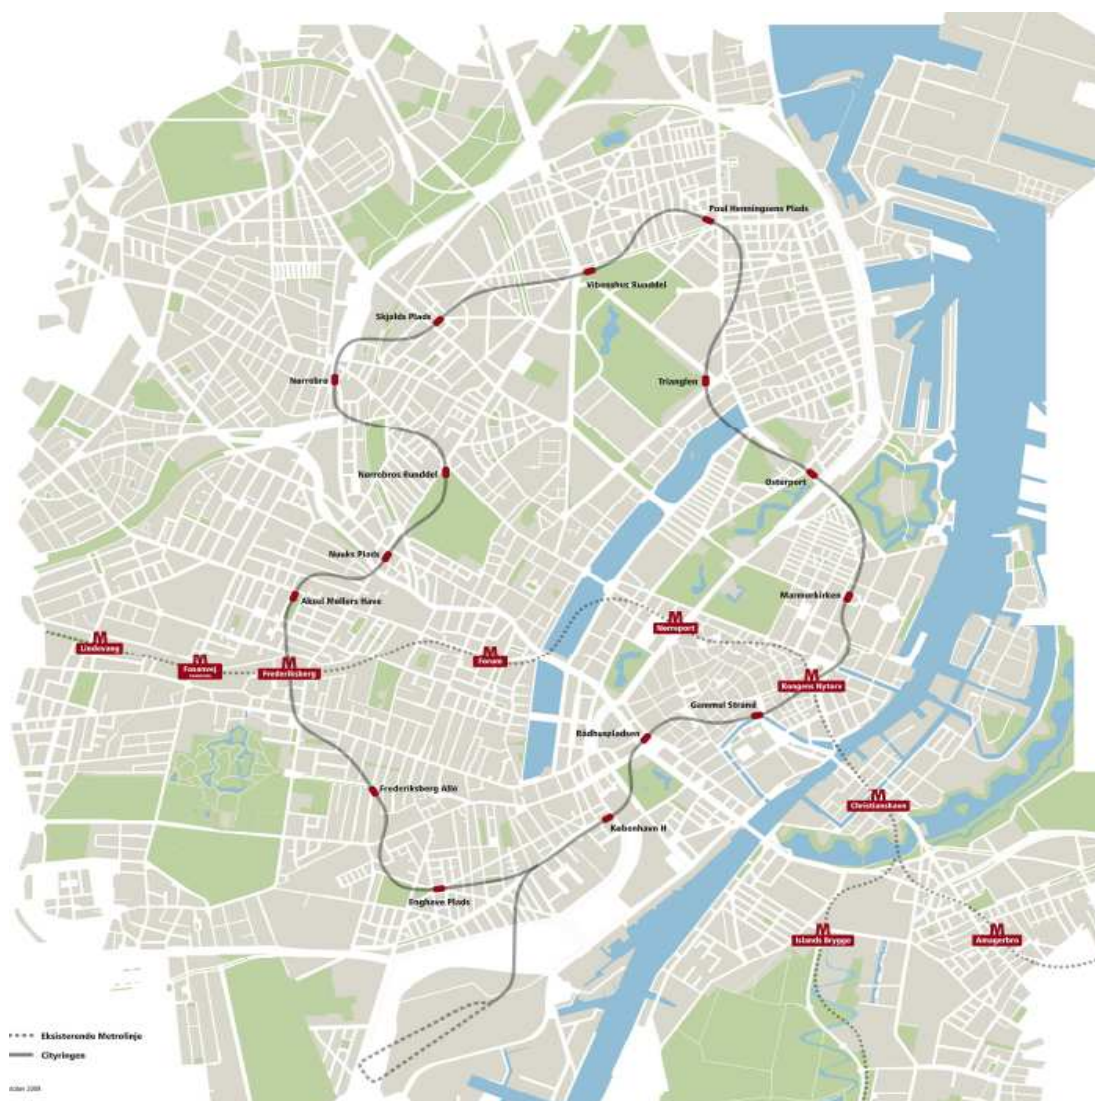 Poul Henningsens Plads
Vibenshus Runddel
Skjolds Plads
Nørrebro
Trianglen
Nørrebros Runddel
Østerport
Nuuks Plads
Aksel Møllers Have
Marmorkirken
Nørreport
Lindevang
Fasanvej
Frederiksberg
Forum
Kongens Nytorv
Gammel Strand
Rådhuspladsen
Frederiksberg Allé
Christianshavn
København H
Enghave Plads
Islands Brygge
Amagerbro
Eksisterende Metrolinje
Cityringen